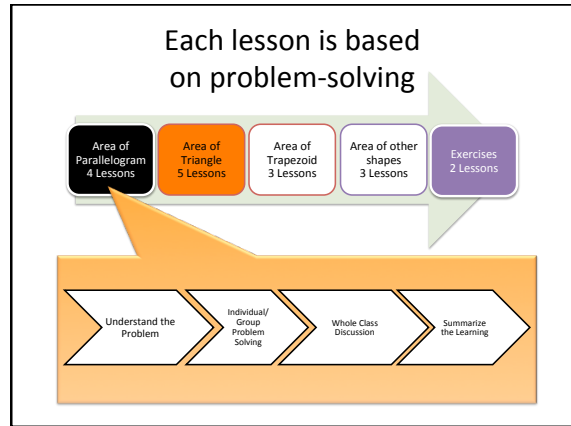 Each lesson is based
on problem-solving
Area of
Parallelogram
4 Lessons
Area of
Triangle
5 Lessons
Area of
Trapezoid
3 Lessons
Area of other
shapes
3 Lessons
Exercises
2 Lessons
Understand the
Problem
Individual/
Group
Problem
Solving
Whole Class
Discussion
Summarize
the Learning